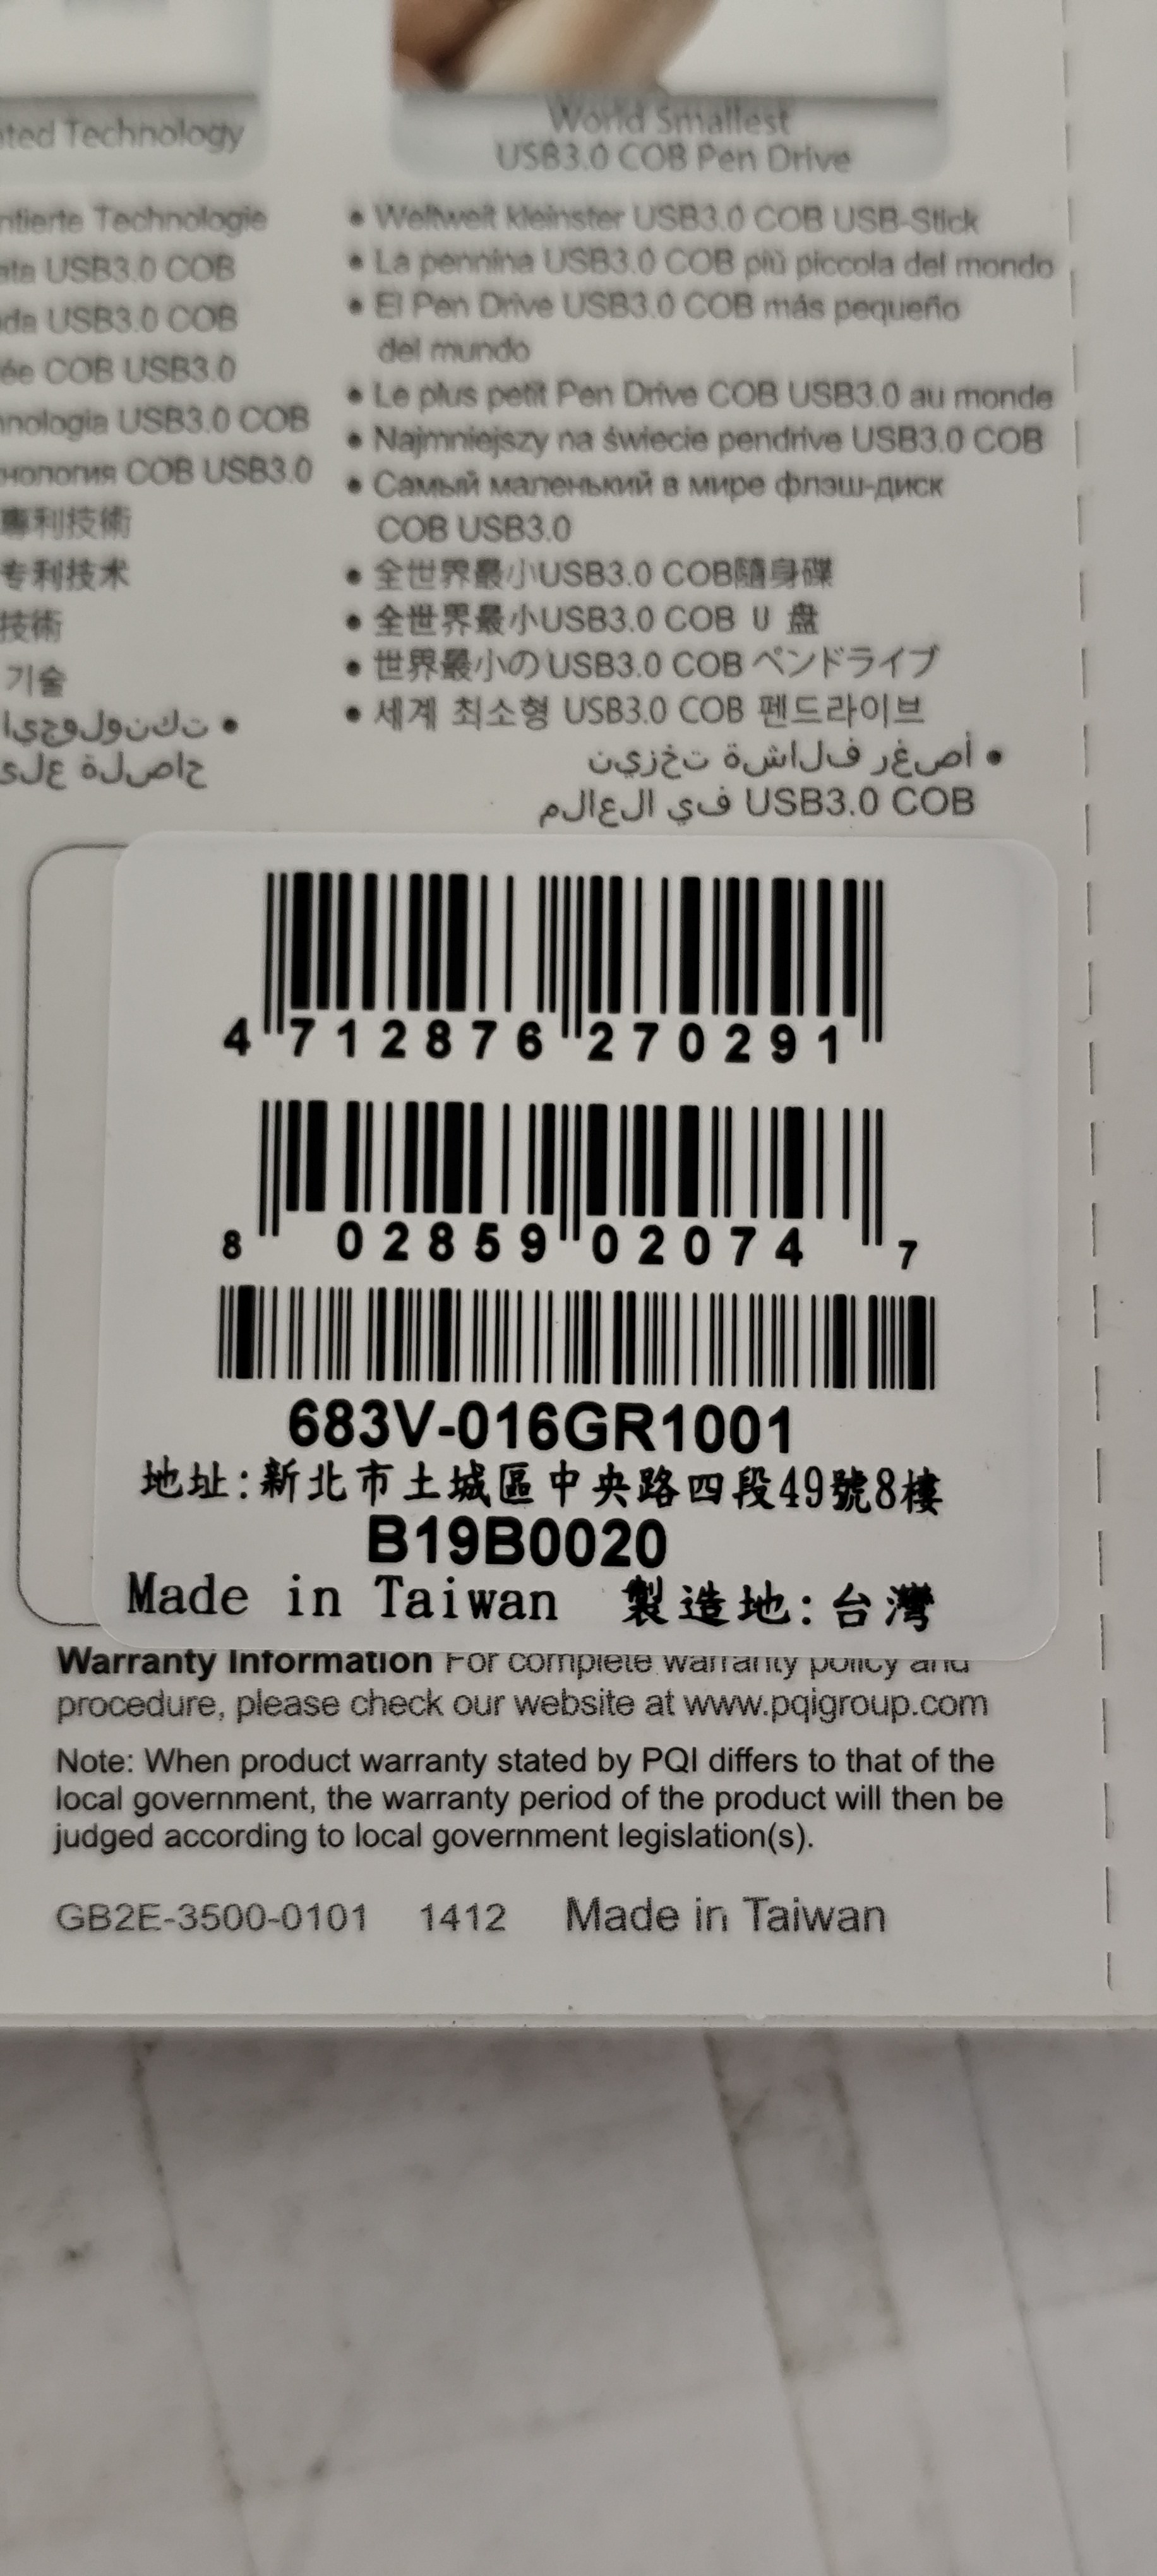 ted Technology
World Smallest
USB3.0 COB Pen Drive
ntierte Technologie
ata USB3.0 COB
da USB3.0 COB
ée COB USB3.0
nnologia USB3.0 COB
нология COB USB3.0
專利技術
专利技术
技術
기술
تكنولوجيا •
حاصلة على
• Weltweit kleinster USB3.0 COB USB-Stick
• La pennina USB3.0 COB più piccola del mondo
• El Pen Drive USB3.0 COB más pequeño
del mundo
• Le plus petit Pen Drive COB USB3.0 au monde
• Najmniejszy na świecie pendrive USB3.0 COB
• Самый маленький в мире флэш-диск
COB USB3.0
• 全世界最小USB3.0 COB隨身碟
• 全世界最小USB3.0 COB U 盘
• 世界最小のUSB3.0 COB ペンドライブ
• 세계 최소형 USB3.0 COB 펜드라이브
• أصغر فلاشة تخزين
USB3.0 COB في العالم
4 712876 270291
8 02859 02074 7
683V-016GR1001
地址:新北市土城區中央路四段49號8樓
B19B0020
Made in Taiwan 製造地:台灣
Warranty Information For complete warranty policy and
procedure, please check our website at www.pqigroup.com
Note: When product warranty stated by PQI differs to that of the
local government, the warranty period of the product will then be
judged according to local government legislation(s).
GB2E-3500-0101 1412 Made in Taiwan